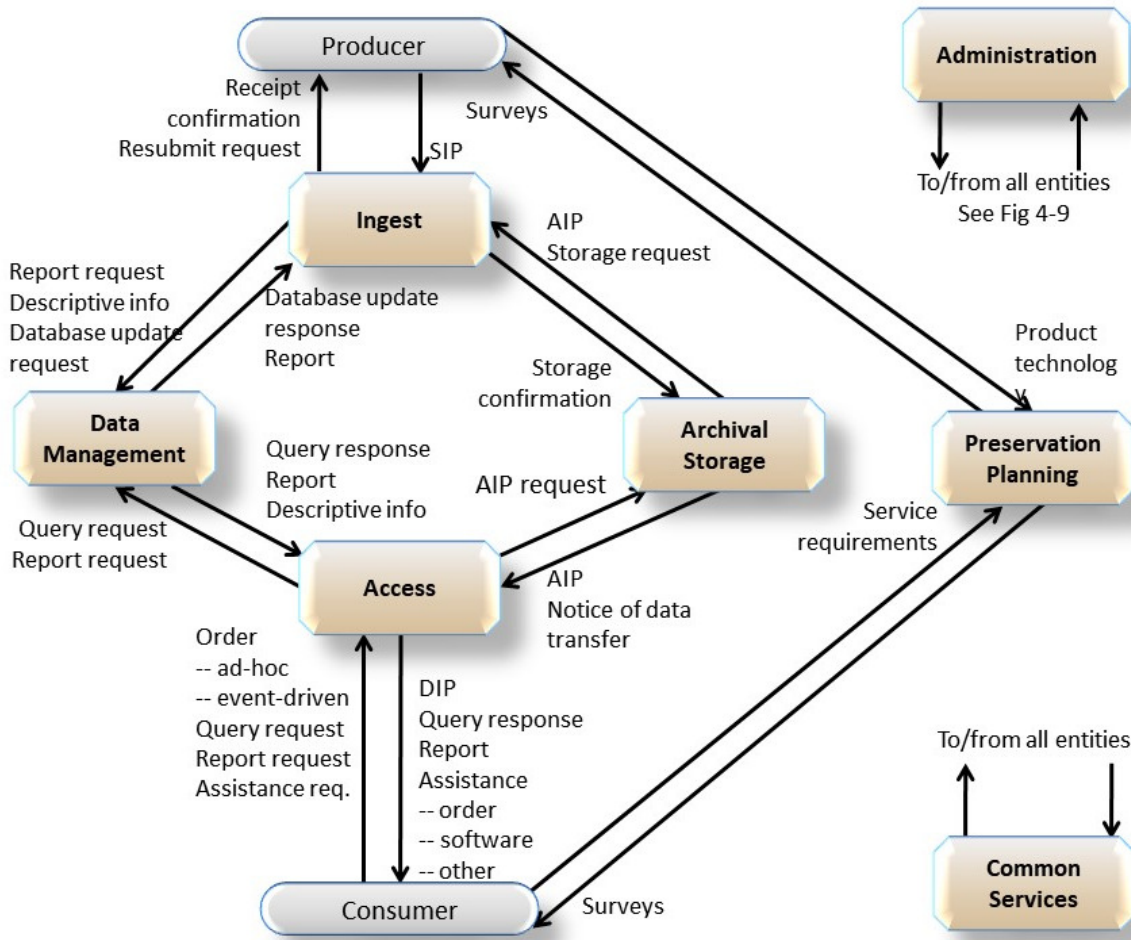 Producer
Administration
Receipt
confirmation
Resubmit request
SIP
Surveys
To/from all entities
See Fig 4-9
Ingest
AIP
Storage request
Report request
Descriptive info
Database update
request
Database update
response
Report
Storage
confirmation
Product
technolog
y
Data
Management
Archival
Storage
Preservation
Planning
Query response
Report
Descriptive info
AIP request
Query request
Report request
Service
requirements
Access
AIP
Notice of data
transfer
Order
-- ad-hoc
-- event-driven
Query request
Report request
Assistance req.
DIP
Query response
Report
Assistance
-- order
-- software
-- other
To/from all entities
Common
Services
Consumer
Surveys